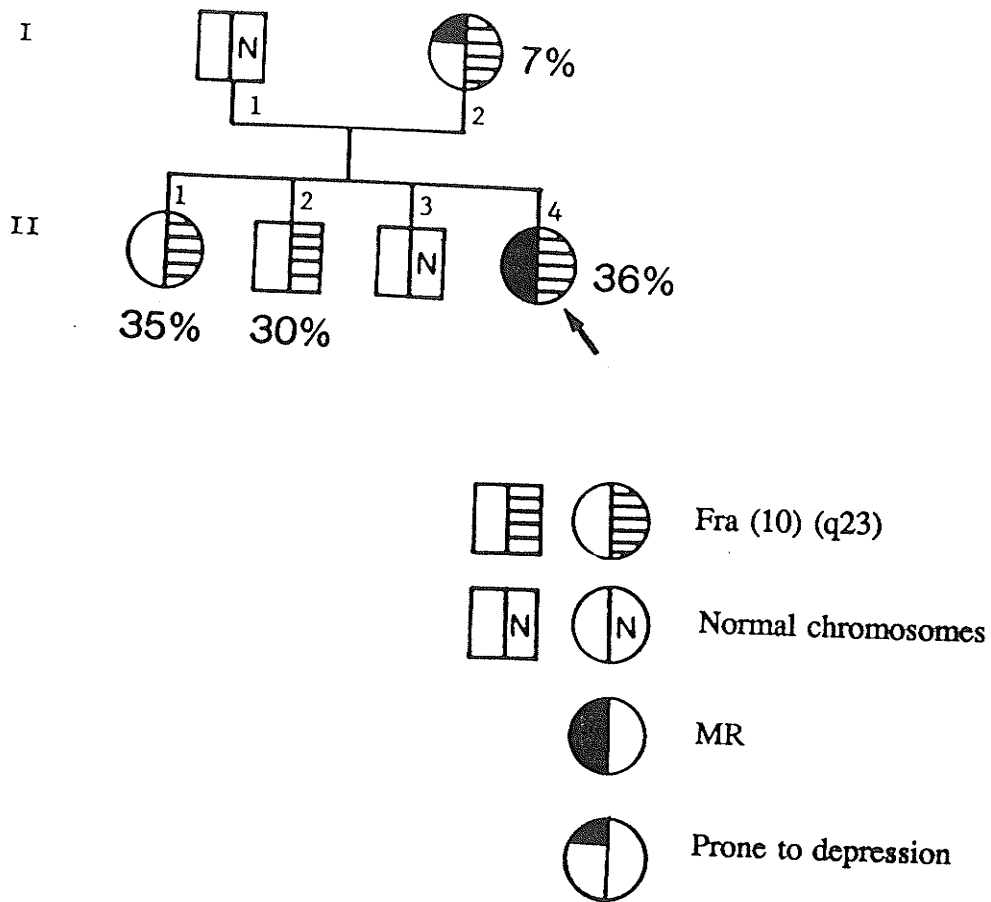 I
N
7%
1
2
II
1
2
3
4
N
36%
35%
30%
Fra (10) (q23)
N
N
Normal chromosomes
MR
Prone to depression